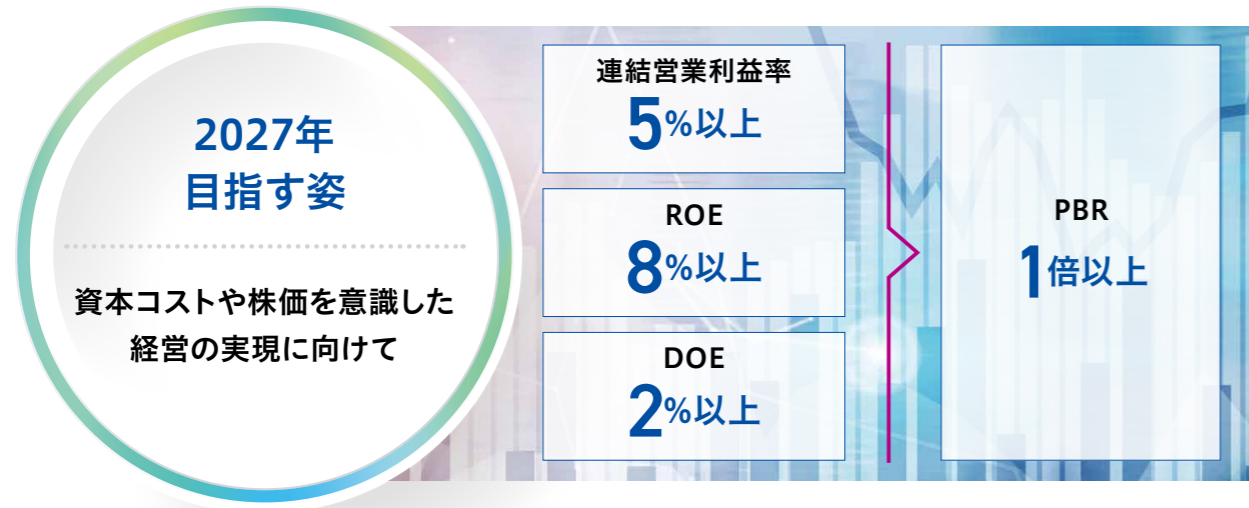 2027年
目指す姿
資本コストや株価を意識した
経営の実現に向けて
連結営業利益率
5%以上
ROE
8%以上
DOE
2%以上
PBR
1倍以上